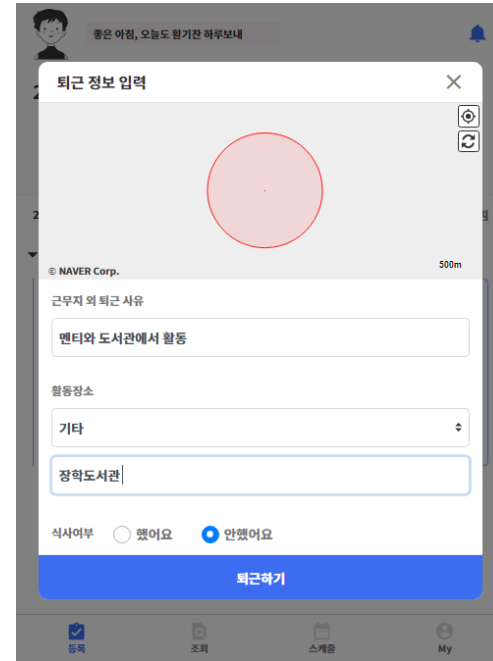 좋은 아침, 오늘도 활기찬 하루보내
퇴근 정보 입력
2
© NAVER Corp.
500m
근무지 외 퇴근 사유
멘티와 도서관에서 활동
활동장소
기타
장학도서관
식사여부 했어요 안했어요
퇴근하기
등록 조회 스케줄 My